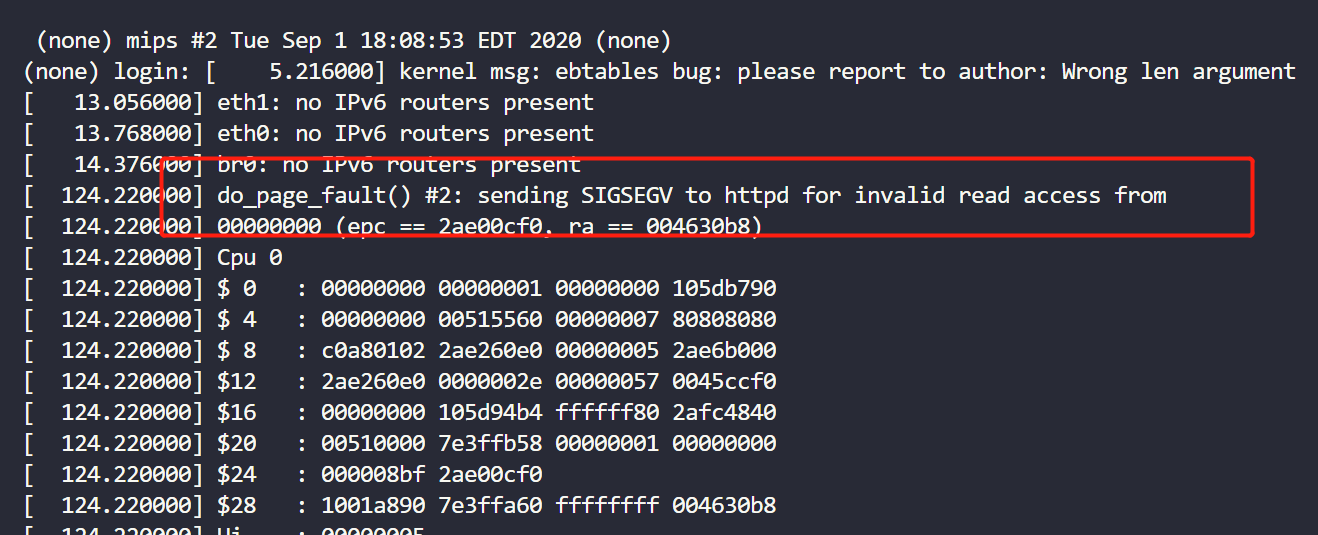 (none) mips #2 Tue Sep 1 18:08:53 EDT 2020 (none)
(none) login: [    5.216000] kernel msg: ebtables bug: please report to author: Wrong len argument
[   13.056000] eth1: no IPv6 routers present
[   13.768000] eth0: no IPv6 routers present
[   14.376000] br0: no IPv6 routers present
[  124.220000] do_page_fault() #2: sending SIGSEGV to httpd for invalid read access from
[  124.220000] 00000000 (epc == 2ae00cf0, ra == 004630b8)
[  124.220000] Cpu 0
[  124.220000] $ 0   : 00000000 00000001 00000000 105db790
[  124.220000] $ 4   : 00000000 00515560 00000007 80808080
[  124.220000] $ 8   : c0a80102 2ae260e0 00000005 2ae6b000
[  124.220000] $12   : 2ae260e0 0000002e 00000057 0045ccf0
[  124.220000] $16   : 00000000 105d94b4 ffffff80 2afc4840
[  124.220000] $20   : 00510000 7e3ffb58 00000001 00000000
[  124.220000] $24   : 000008bf 2ae00cf0
[  124.220000] $28   : 1001a890 7e3ffa60 ffffffff 004630b8
[  124.220000] Hi    : 00000005